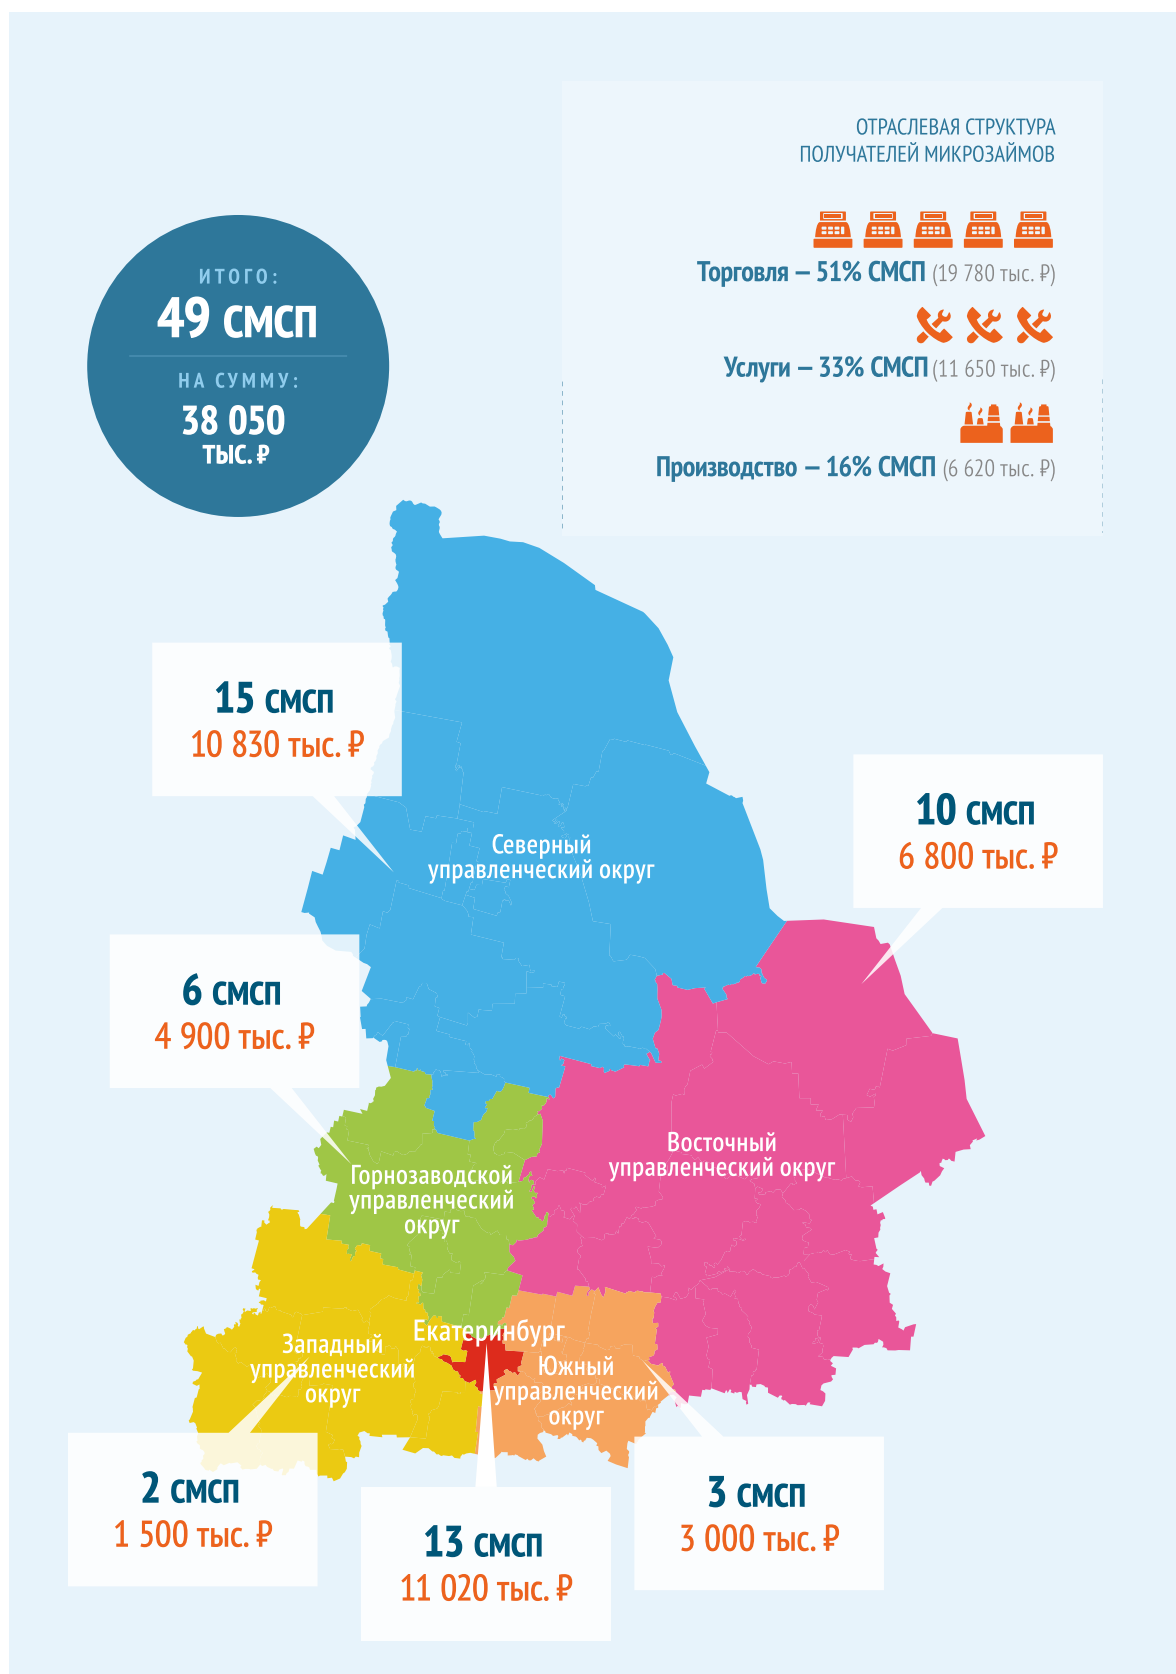 ОТРАСЛЕВАЯ СТРУКТУРА
ПОЛУЧАТЕЛЕЙ МИКРОЗАЙМОВ
Торговля — 51% СМСП (19 780 тыс. ₽)
Услуги — 33% СМСП (11 650 тыс. ₽)
Производство — 16% СМСП (6 620 тыс. ₽)
ИТОГО:
49 СМСП
НА СУММУ:
38 050
ТЫС. ₽
15 СМСП
10 830 тыс. ₽
10 СМСП
6 800 тыс. ₽
Северный
управленческий округ
6 СМСП
4 900 тыс. ₽
Восточный
управленческий округ
Горнозаводской
управленческий
округ
Екатеринбург
Западный
управленческий
округ
Южный
управленческий
округ
2 СМСП
1 500 тыс. ₽
13 СМСП
11 020 тыс. ₽
3 СМСП
3 000 тыс. ₽